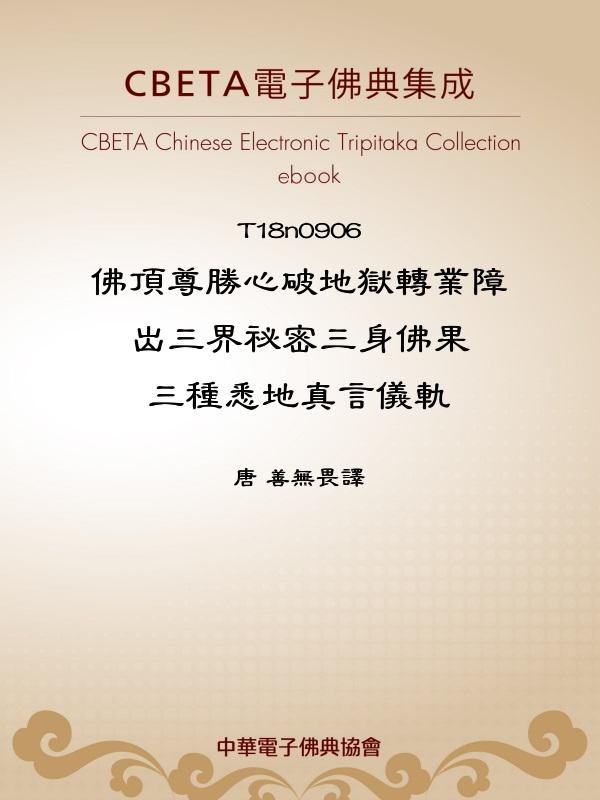 CBETA電子佛典集成
CBETA Chinese Electronic Tripitaka Collection
ebook
T18n0906
佛頂尊勝心破地獄轉業障
出三界祕密三身佛果
三種悉地真言儀軌
唐 善無畏譯
中華電子佛典協會